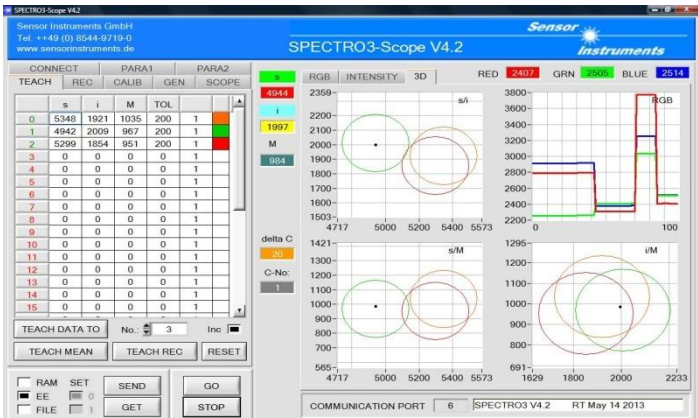 SPECTRO3-Scope V4.2
Sensor Instruments GmbH
Tel. ++49 (0) 8544-9719-0
www.sensorinstruments.de
SPECTRO3-Scope V4.2
Sensor
Instruments
CONNECT PARA1 PARA2
TEACH REC CALIB GEN SCOPE
s i M TOL
0 5348 1921 1035 200 1
1 4942 2009 967 200 1
2 5299 1854 951 200 1
3 0 0 0 0 1
4 0 0 0 0 1
5 0 0 0 0 1
6 0 0 0 0 1
7 0 0 0 0 1
8 0 0 0 0 1
9 0 0 0 0 1
10 0 0 0 0 1
11 0 0 0 0 1
12 0 0 0 0 1
13 0 0 0 0 1
14 0 0 0 0 1
15 0 0 0 0 1
TEACH DATA TO No.: 3 Inc
TEACH MEAN TEACH REC RESET
RAM SET SEND GO
EE 0
FILE 1 GET STOP
s
4944
i
1997
M
984
delta C
20
C-No:
1
RGB INTENSITY 3D RED 2407 GRN 2505 BLUE 2514
s/i
2359
2200
2100
2000
1900
1800
1700
1600
1503
4717 5000 5200 5400 5573
RGB
3800
3600
3400
3200
3000
2800
2600
2400
2200
0 100
s/M
1421
1300
1200
1100
1000
900
800
700
565
4717 5000 5200 5400 5573
i/M
1295
1200
1100
1000
900
800
691
1629 1800 2000 2233
COMMUNICATION PORT 6 SPECTRO3 V4.2 RT May 14 2013